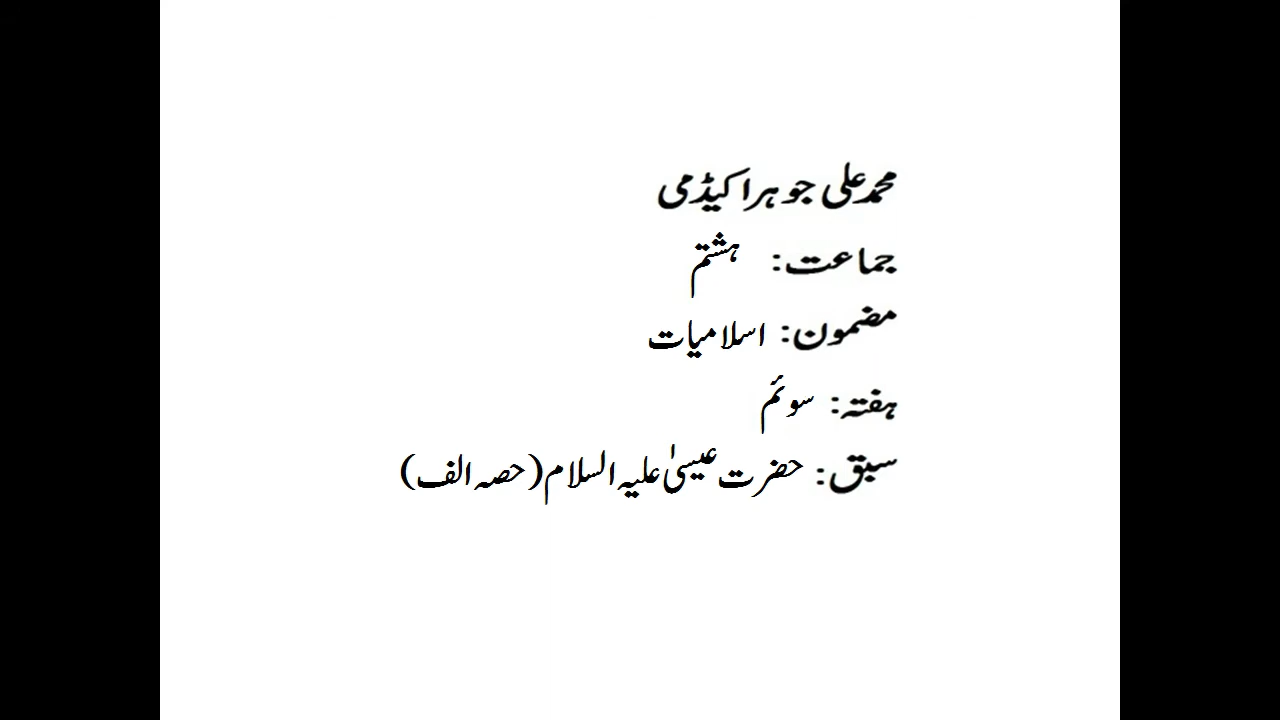 محمد علی جوہر اکیڈمی
جماعت: ہشتم
مضمون: اسلامیات
ہفتہ: سوئم
سبق: حضرت عیسیٰ علیہ السلام (حصہ الف)